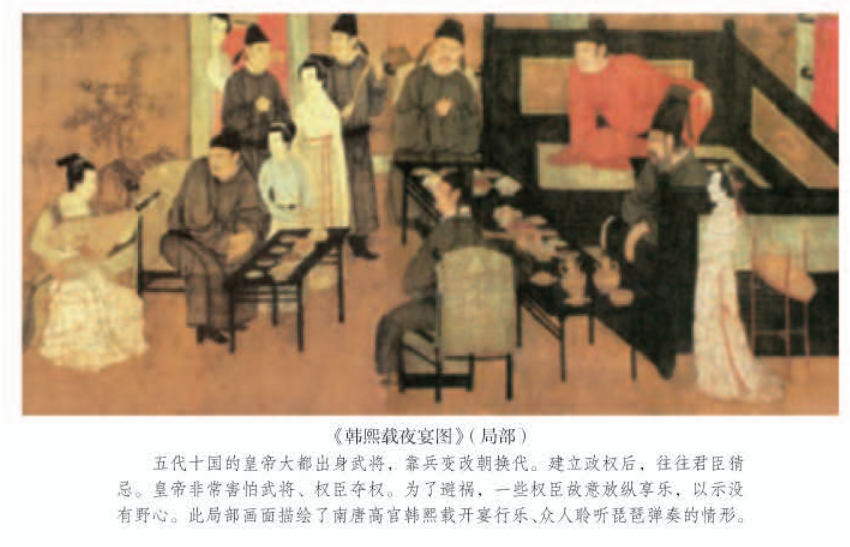 《韩熙载夜宴图》(局部)
五代十国的皇帝大都出身武将，靠兵变改朝换代。建立政权后，往往君臣猜
忌。皇帝非常害怕武将、权臣夺权。为了避祸，一些权臣故意放纵享乐，以示没
有野心。此局部画面描绘了南唐高官韩熙载开宴行乐、众人聆听琵琶弹奏的情形。